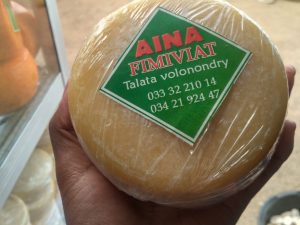 AINA
FIMIVIAT
Talata volonondry
033 32 210 14
034 21 924 47